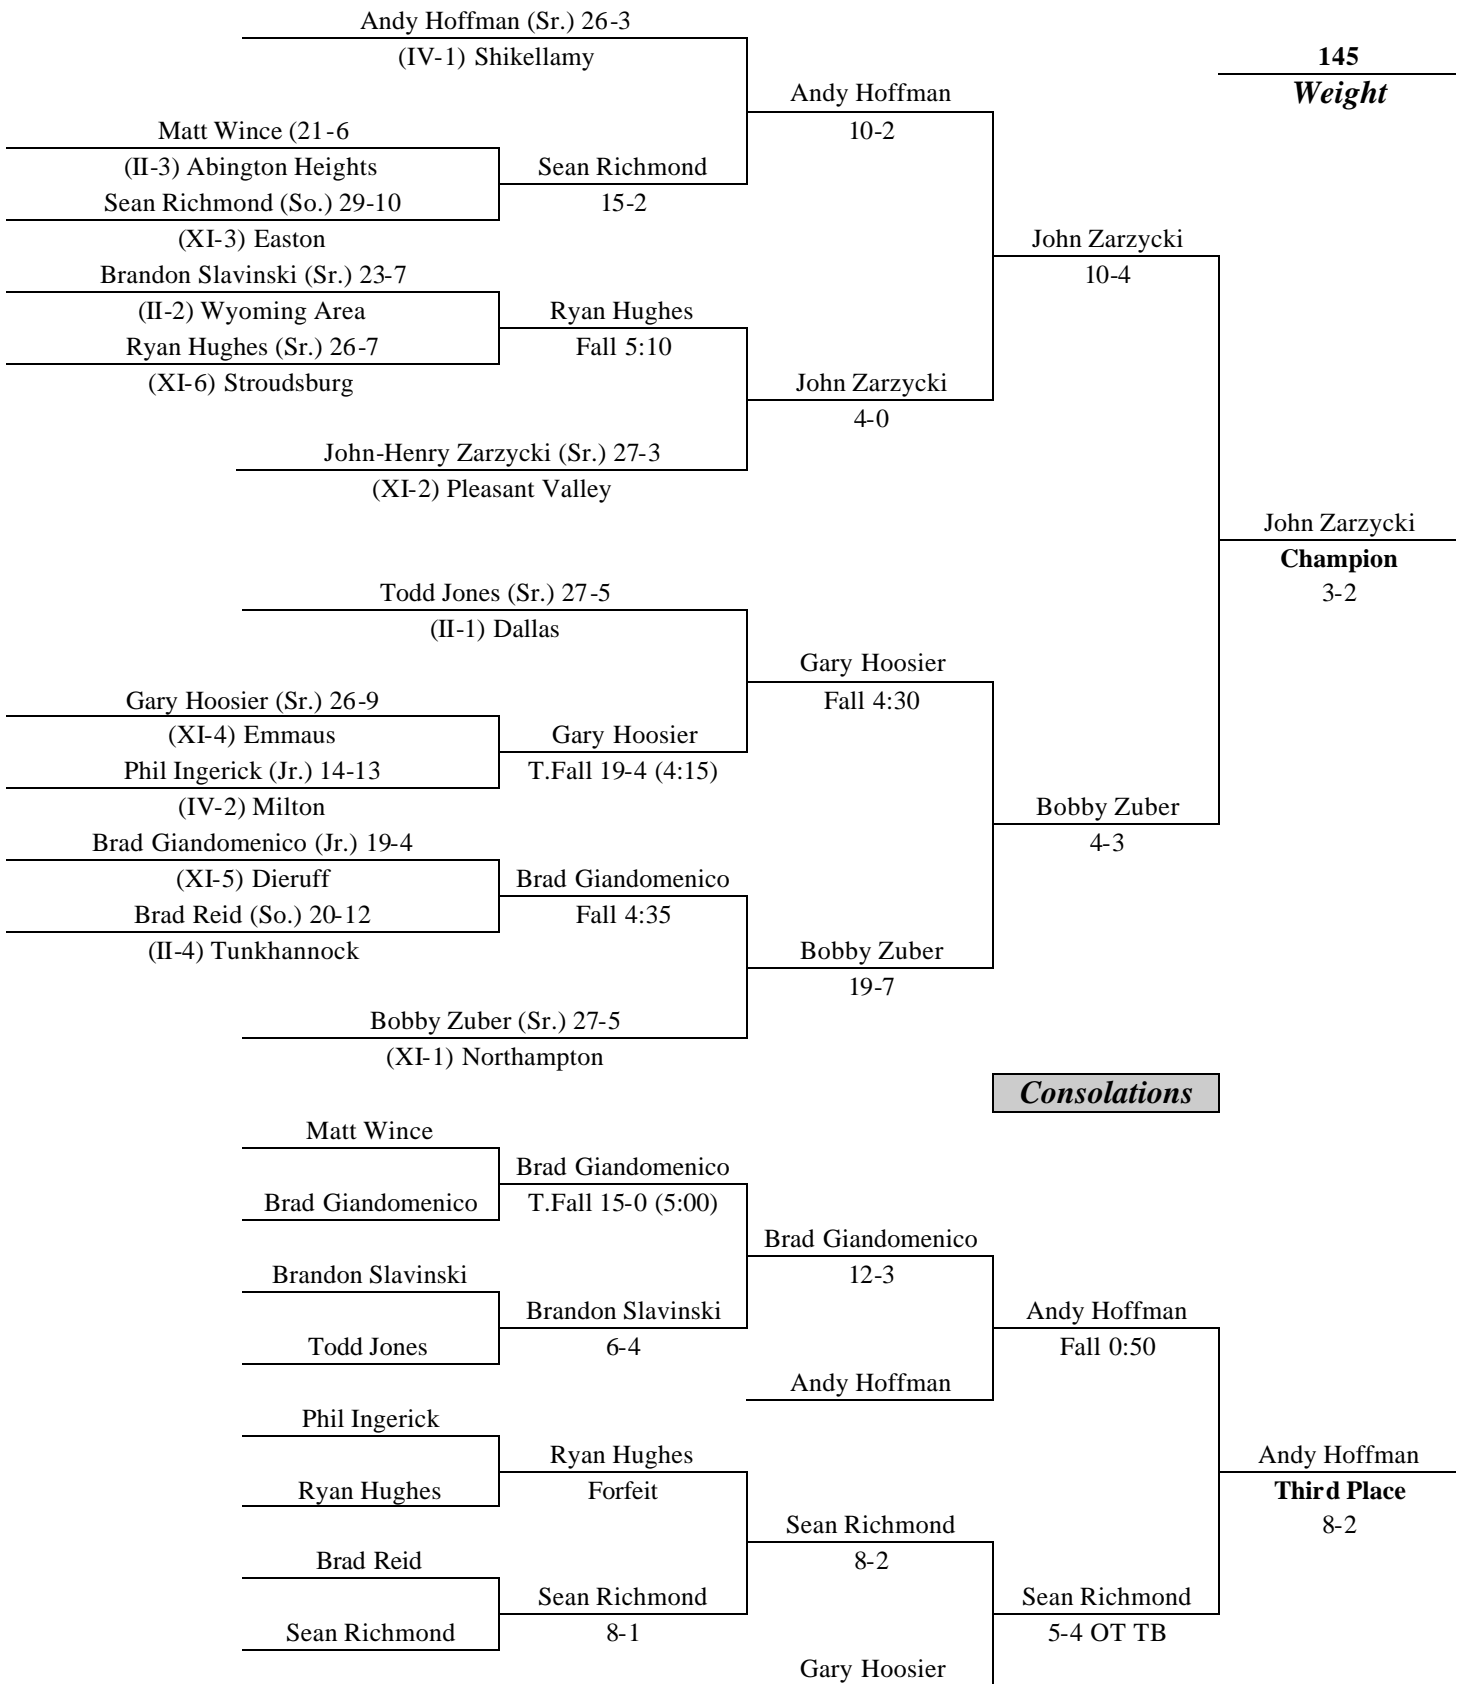 Andy Hoffman (Sr.) 26-3
(IV-1) Shikellamy
145
Weight
Andy Hoffman
10-2
Matt Wince (21-6
(II-3) Abington Heights
Sean Richmond
15-2
Sean Richmond (So.) 29-10
(XI-3) Easton
John Zarzycki
10-4
Brandon Slavinski (Sr.) 23-7
(II-2) Wyoming Area
Ryan Hughes
Fall 5:10
Ryan Hughes (Sr.) 26-7
(XI-6) Stroudsburg
John Zarzycki
4-0
John-Henry Zarzycki (Sr.) 27-3
(XI-2) Pleasant Valley
John Zarzycki
Champion
3-2
Todd Jones (Sr.) 27-5
(II-1) Dallas
Gary Hoosier
Fall 4:30
Gary Hoosier (Sr.) 26-9
(XI-4) Emmaus
Gary Hoosier
T.Fall 19-4 (4:15)
Phil Ingerick (Jr.) 14-13
(IV-2) Milton
Bobby Zuber
4-3
Brad Giandomenico (Jr.) 19-4
(XI-5) Dieruff
Brad Giandomenico
Fall 4:35
Brad Reid (So.) 20-12
(II-4) Tunkhannock
Bobby Zuber
19-7
Bobby Zuber (Sr.) 27-5
(XI-1) Northampton
Consolations
Matt Wince
Brad Giandomenico
T.Fall 15-0 (5:00)
Brad Giandomenico
Brad Giandomenico
12-3
Brandon Slavinski
Brandon Slavinski
6-4
Todd Jones
Andy Hoffman
Fall 0:50
Andy Hoffman
Phil Ingerick
Ryan Hughes
Forfeit
Ryan Hughes
Andy Hoffman
Third Place
8-2
Sean Richmond
8-2
Brad Reid
Sean Richmond
8-1
Sean Richmond
Sean Richmond
5-4 OT TB
Gary Hoosier